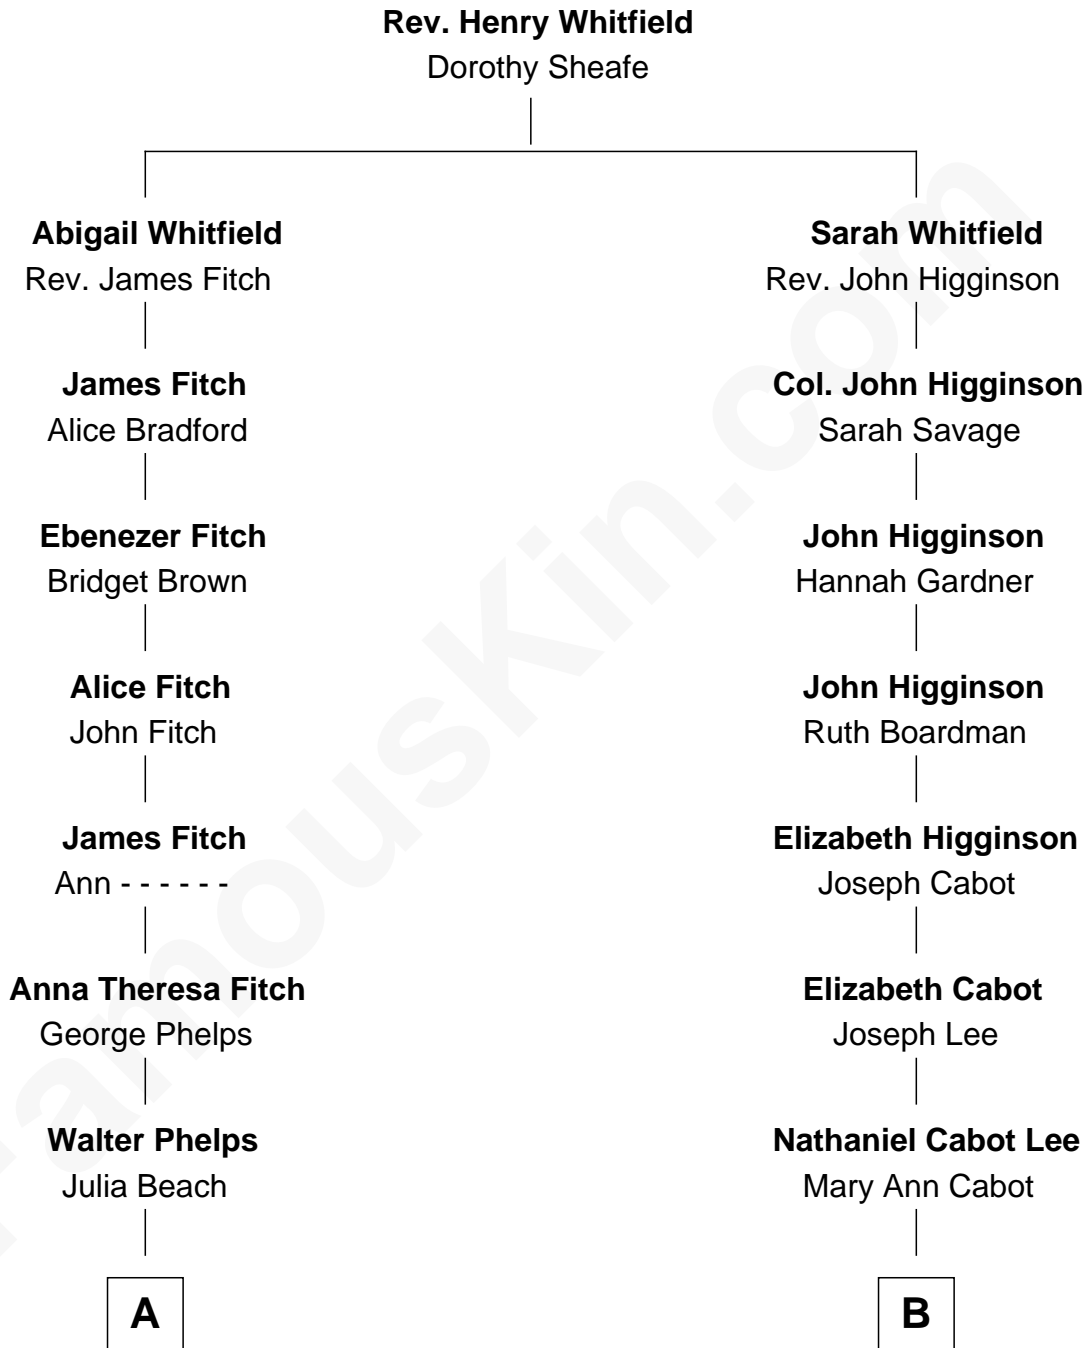 Rev. Henry Whitfield
Dorothy Sheafe
Abigail Whitfield
Rev. James Fitch
Sarah Whitfield
Rev. John Higginson
James Fitch
Alice Bradford
Col. John Higginson
Sarah Savage
Ebenezer Fitch
Bridget Brown
John Higginson
Hannah Gardner
Alice Fitch
John Fitch
John Higginson
Ruth Boardman
James Fitch
Ann - - - - - -
Elizabeth Higginson
Joseph Cabot
Anna Theresa Fitch
George Phelps
Elizabeth Cabot
Joseph Lee
Walter Phelps
Julia Beach
Nathaniel Cabot Lee
Mary Ann Cabot
A
B
FamousKin.com